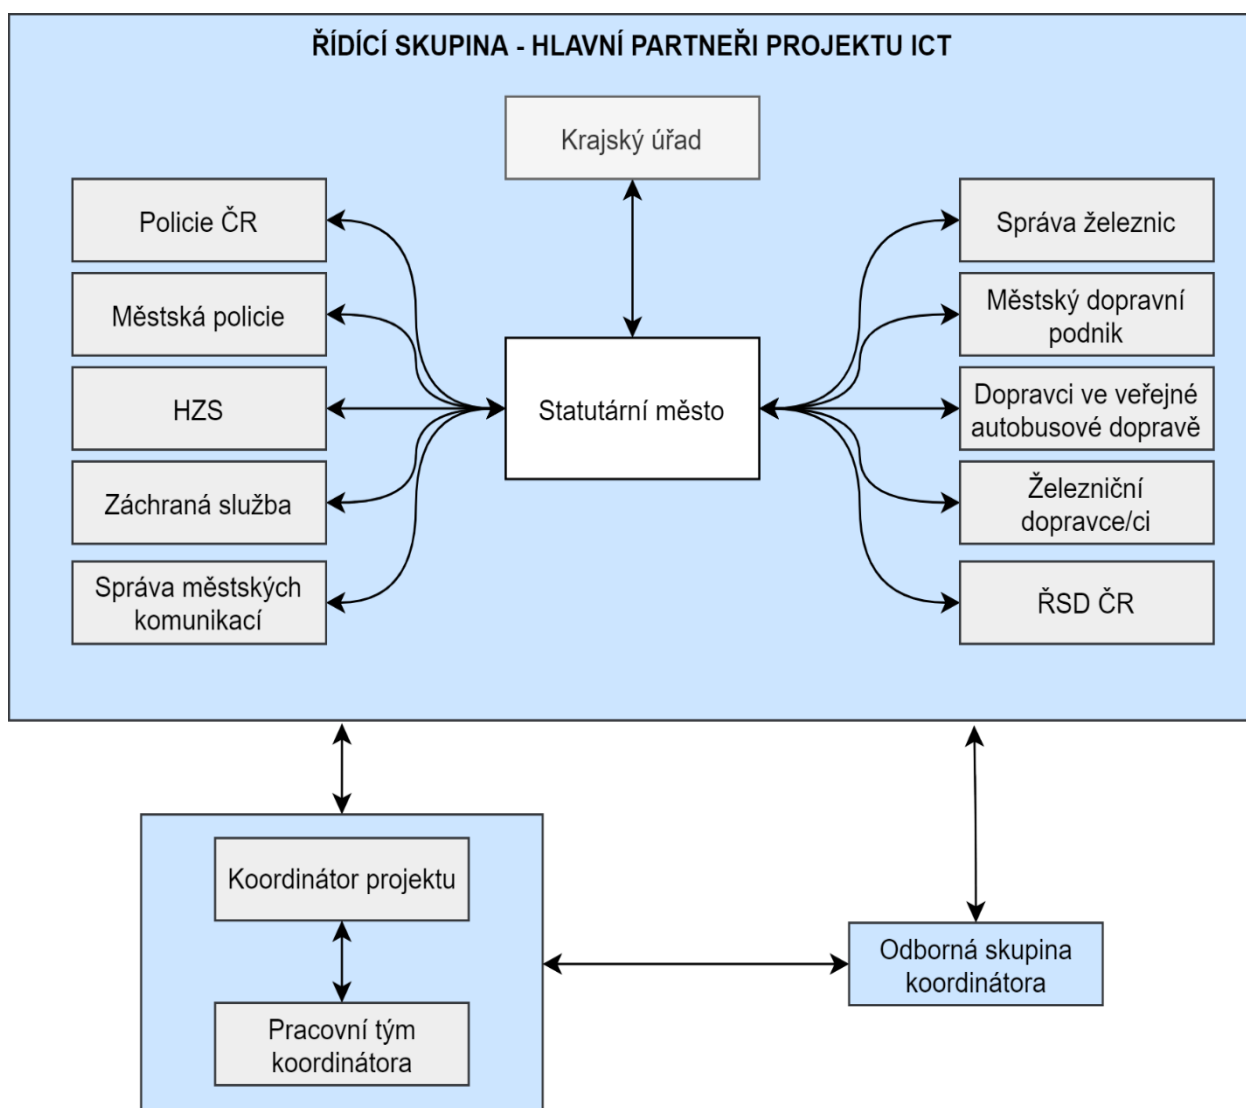 ŘÍDÍCÍ SKUPINA - HLAVNÍ PARTNEŘI PROJEKTU ICT
Krajský úřad
Policie ČR
Městská policie
HZS
Záchraná služba
Správa městských
komunikací
Statutární město
Správa železnic
Městský dopravní
podnik
Dopravci ve veřejné
autobusové dopravě
Železniční
dopravce/ci
ŘSD ČR
Koordinátor projektu
Pracovní tým
koordinátora
Odborná skupina
koordinátora